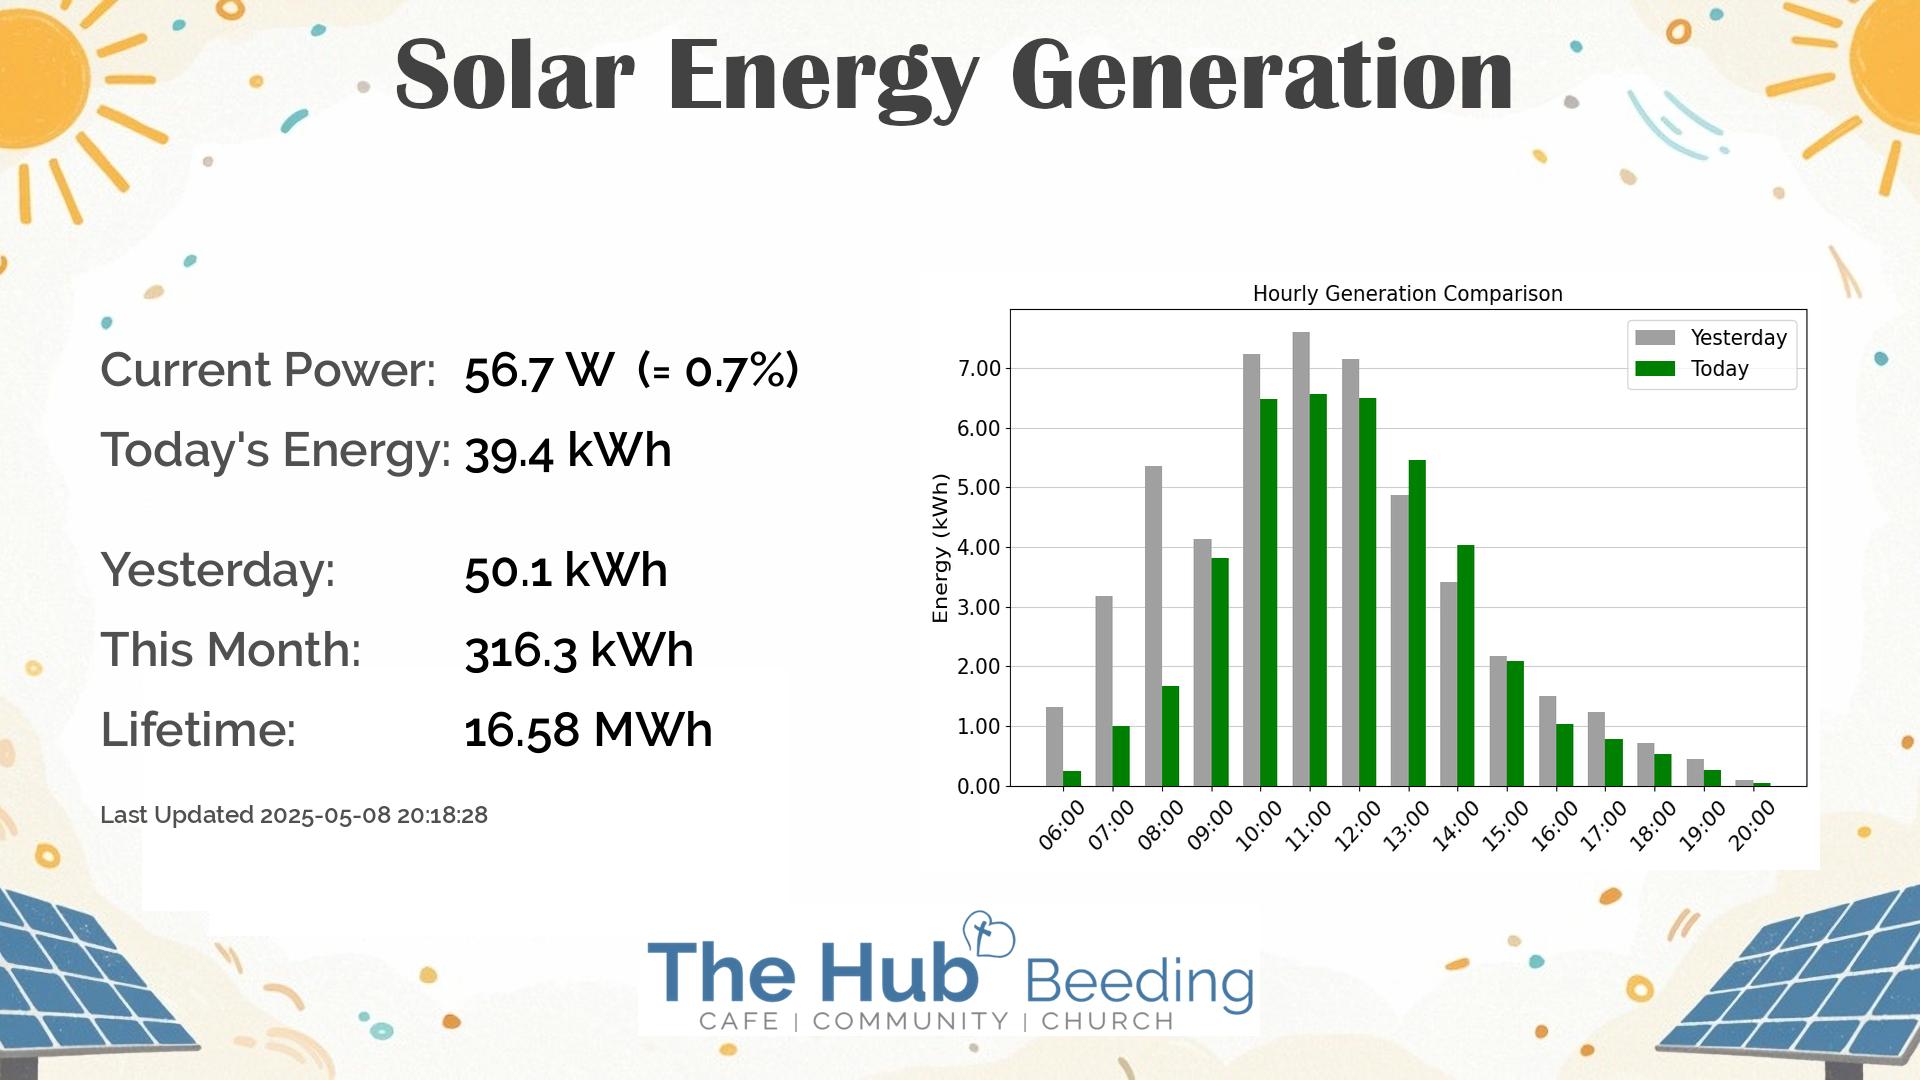 Solar Energy Generation
Current Power: 56.7 W (= 0.7%)
Today's Energy: 39.4 kWh
Yesterday: 50.1 kWh
This Month: 316.3 kWh
Lifetime: 16.58 MWh
Last Updated 2025-05-08 20:18:28
Hourly Generation Comparison
Yesterday
Today
Energy (kWh)
7.00
6.00
5.00
4.00
3.00
2.00
1.00
0.00
06:00 07:00 08:00 09:00 10:00 11:00 12:00 13:00 14:00 15:00 16:00 17:00 18:00 19:00 20:00
The Hub Beeding
CAFE | COMMUNITY | CHURCH